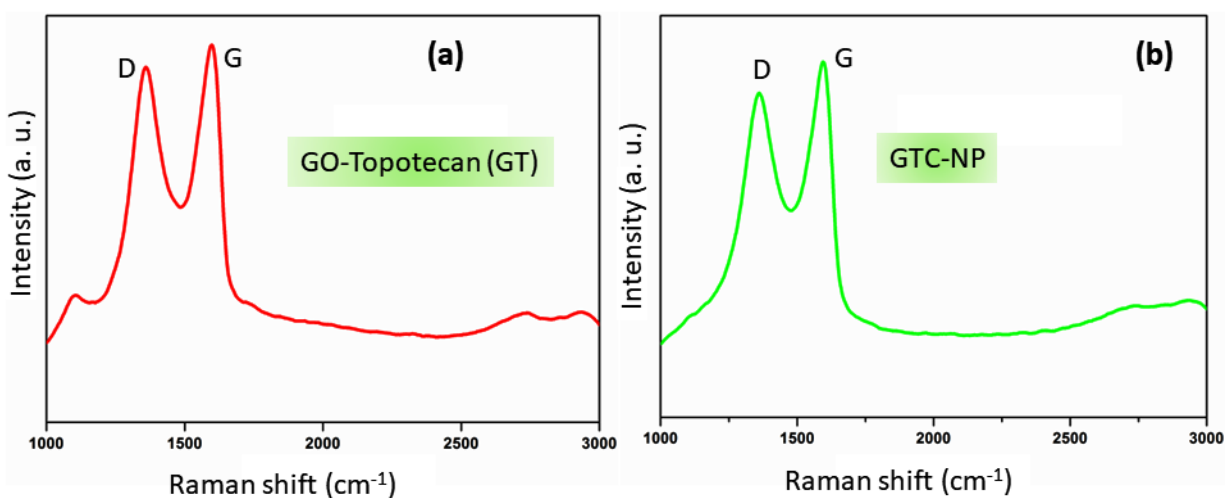 (a)
D
G
GO-Topotecan (GT)
Intensity (a. u.)
1000 1500 2000 2500 3000
Raman shift (cm⁻¹)
(b)
D
G
GTC-NP
Intensity (a. u.)
1000 1500 2000 2500 3000
Raman shift (cm⁻¹)